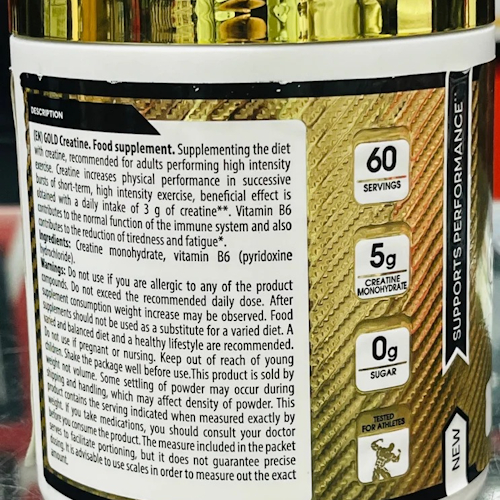 DESCRIPTION
(EN) GOLD Creatine. Food supplement. Supplementing the diet
with creatine, recommended for adults performing high intensity
exercise. Creatine increases physical performance in successive
bursts of short-term, high intensity exercise, beneficial effect is
obtained with a daily intake of 3 g of creatine**. Vitamin B6
contributes to the normal function of the immune system and also
contributes to the reduction of tiredness and fatigue*.
Ingredients: Creatine monohydrate, vitamin B6 (pyridoxine
hydrochloride).
Warnings: Do not use if you are allergic to any of the product
compounds. Do not exceed the recommended daily dose. After
supplement consumption weight increase may be observed. Food
supplements should not be used as a substitute for a varied diet. A
varied and balanced diet and a healthy lifestyle are recommended.
Do not use if pregnant or nursing. Keep out of reach of young
children. Shake the package well before use.This product is sold by
weight not volume. Some settling of powder may occur during
shipping and handling, which may affect density of powder. This
product contains the serving indicated when measured exactly by
weight. If you take medications, you should consult your doctor
before you consume the product. The measure included in the packet
serves to facilitate portioning, but it does not guarantee precise
dosing. It is advisable to use scales in order to measure out the exact
amount.
60
SERVINGS
5g
CREATINE
MONOHYDRATE
0g
SUGAR
TESTED
FOR ATHLETES
SUPPORTS PERFORMANCE
NEW